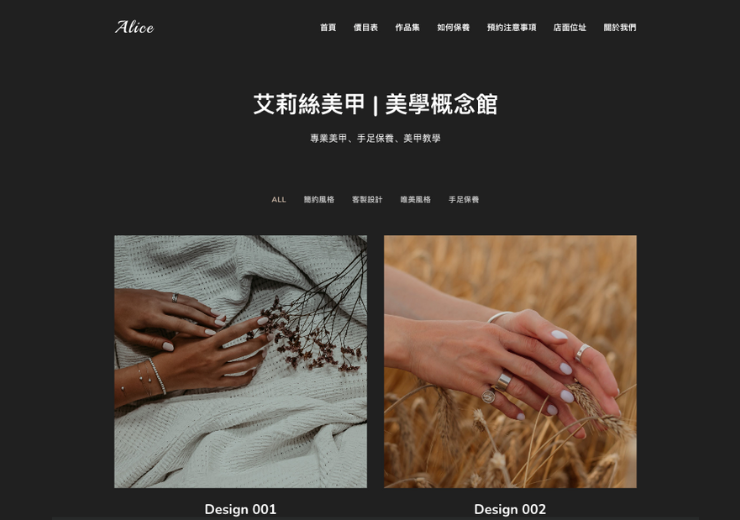 Alice
首頁 價目表 作品集 如何保養 預約注意事項 店面位址 關於我們
艾莉絲美甲 | 美學概念館
專業美甲、手足保養、美甲教學
ALL 簡約風格 客製設計 唯美風格 手足保養
Design 001 Design 002